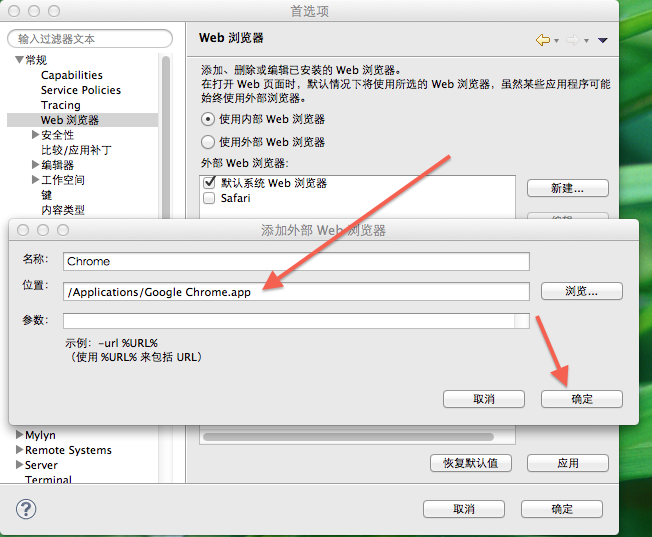 首选项
输入过滤器文本
Web 浏览器
常规
Capabilities
Service Policies
Tracing
Web 浏览器
安全性
比较/应用补丁
编辑器
工作空间
键
内容类型
添加、删除或编辑已安装的 Web 浏览器。
在打开 Web 页面时，默认情况下将使用所选的 Web 浏览器，虽然某些应用程序可能
始终使用外部浏览器。
使用内部 Web 浏览器
使用外部 Web 浏览器
外部 Web 浏览器:
默认系统 Web 浏览器
Safari
新建...
编辑...
添加外部 Web 浏览器
名称: Chrome
位置: /Applications/Google Chrome.app 浏览...
参数:
示例: -url %URL%
（使用 %URL% 来包括 URL）
取消 确定
Mylyn
Remote Systems
Server
Terminal
恢复默认值 应用
? 取消 确定